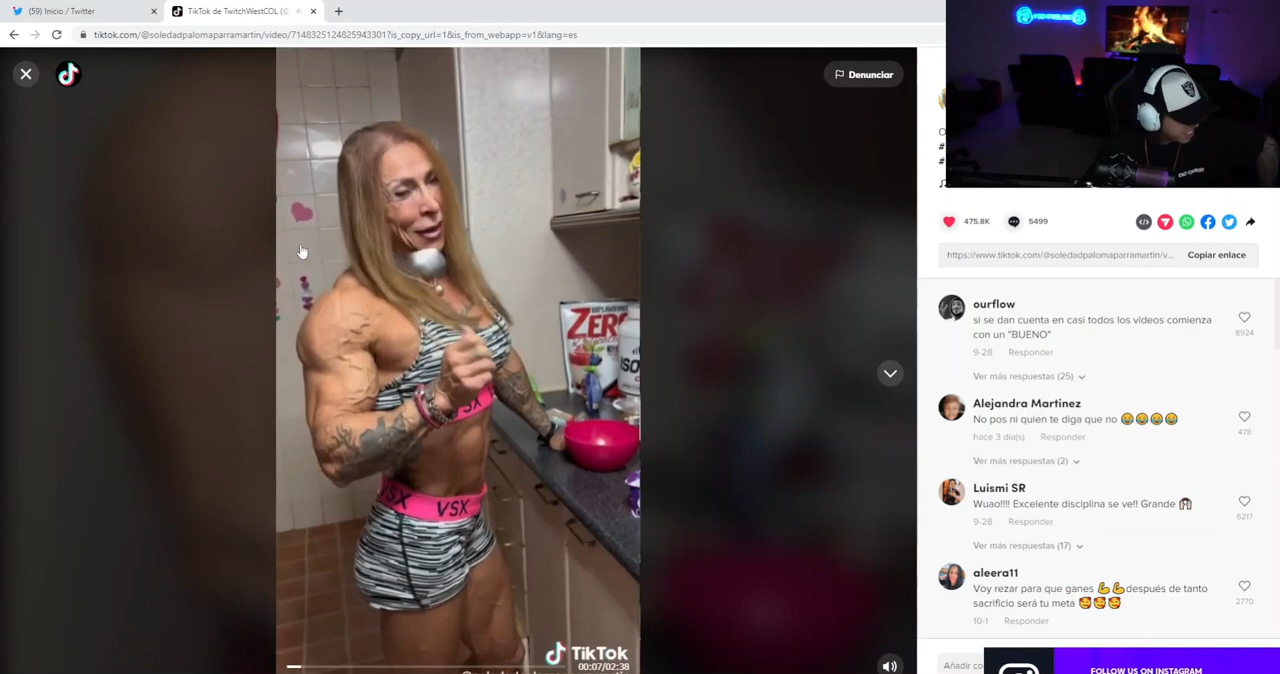 (59) Inicio / Twitter
TikTok de TwitchWestCOL (@
tiktok.com/@soledadpalomaparramartin/video/7148325124825943301?is_copy_url=1&is_from_webapp=v1&lang=es
Denunciar
475.8K
5499
https://www.tiktok.com/@soledadpalomaparramartin/v...
Copiar enlace
ourflow
si se dan cuenta en casi todos los videos comienza
con un "BUENO"
8924
9-28 Responder
Ver más respuestas (25)
Alejandra Martinez
No pos ni quien te diga que no 😂😂😂😂
478
hace 3 día(s) Responder
Ver más respuestas (2)
Luismi SR
Wuao!!!! Excelente disciplina se ve!! Grande
6217
9-28 Responder
Ver más respuestas (17)
aleera11
Voy rezar para que ganes 💪💪después de tanto
sacrificio será tu meta 🥰🥰🥰
2770
10-1 Responder
Añadir co
FOLLOW US ON INSTAGRAM
ZER
ISO
VSX
VSX
VSX
TikTok
00:07/02:38